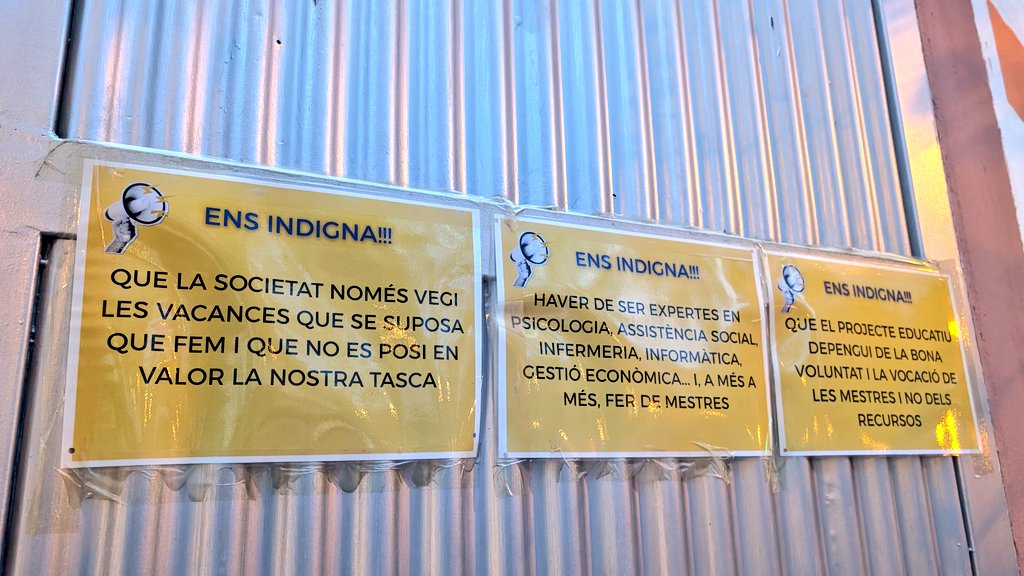 ENS INDIGNA!!!
QUE LA SOCIETAT NOMÉS VEGI
LES VACANCES QUE SE SUPOSA
QUE FEM I QUE NO ES POSI EN
VALOR LA NOSTRA TASCA
ENS INDIGNA!!!
HAVER DE SER EXPERTES EN
PSICOLOGIA, ASSISTÈNCIA SOCIAL,
INFERMERIA, INFORMÀTICA,
GESTIÓ ECONÒMICA... I, A MÉS A
MÉS, FER DE MESTRES
ENS INDIGNA!!!
QUE EL PROJECTE EDUCATIU
DEPENGUI DE LA BONA
VOLUNTAT I LA VOCACIÓ DE
LES MESTRES I NO DELS
RECURSOS